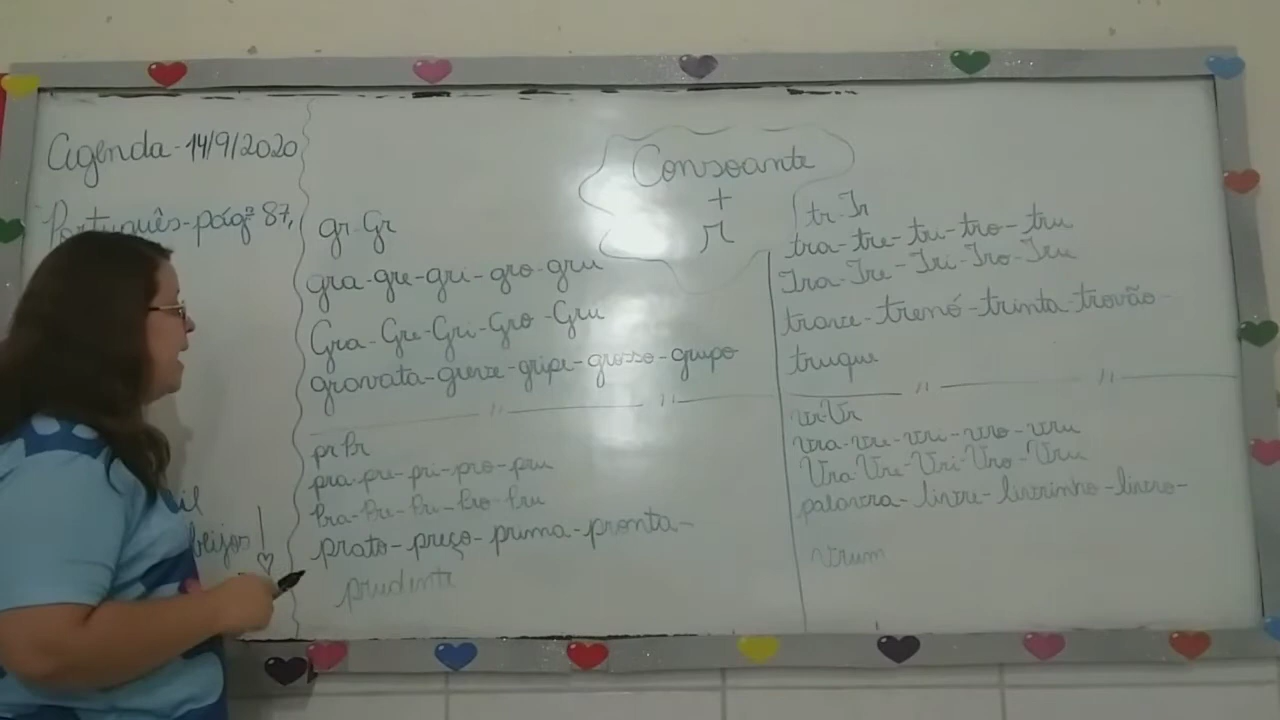 Agenda - 14/9/2020
Português - pág 87,
beijos!
Consoante
+
r
gr - Gr
gra - gre - gri - gro - gru
Gra - Gre - Gri - Gro - Gru
gravata - greve - gripe - grosso - grupo
pr Pr
pra - pre - pri - pro - pru
Pra - Pre - Pri - Pro - Pru
prato - preço - prima - pronta -
prudente
tr - Tr
tra - tre - tri - tro - tru
Tra - Tre - Tri - Tro - Tru
trave - trenó - trinta - trovão -
truque
vr - Vr
vra - vre - vri - vro - vru
Vra - Vre - Vri - Vro - Vru
palavra - livre - livrinho - livro -
vrum